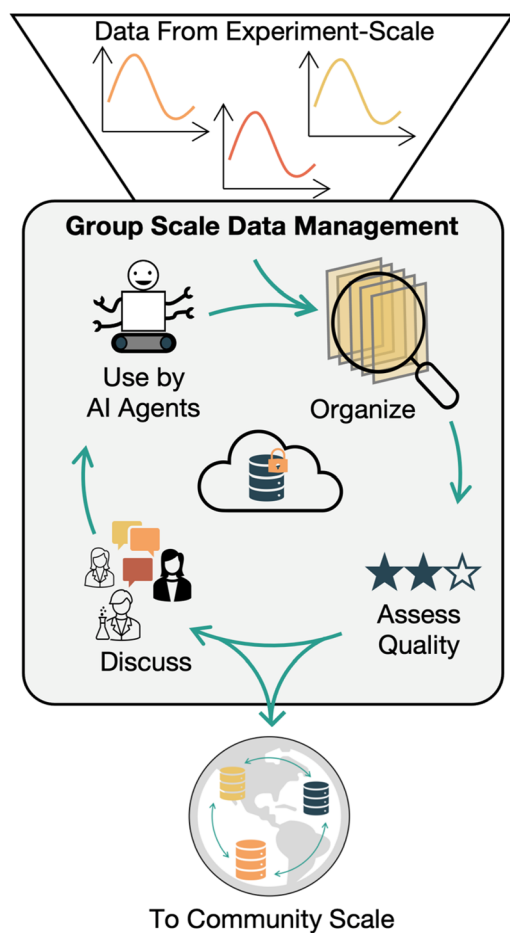 Data From Experiment-Scale
Group Scale Data Management
Use by
AI Agents
Organize
Assess
Quality
Discuss
To Community Scale